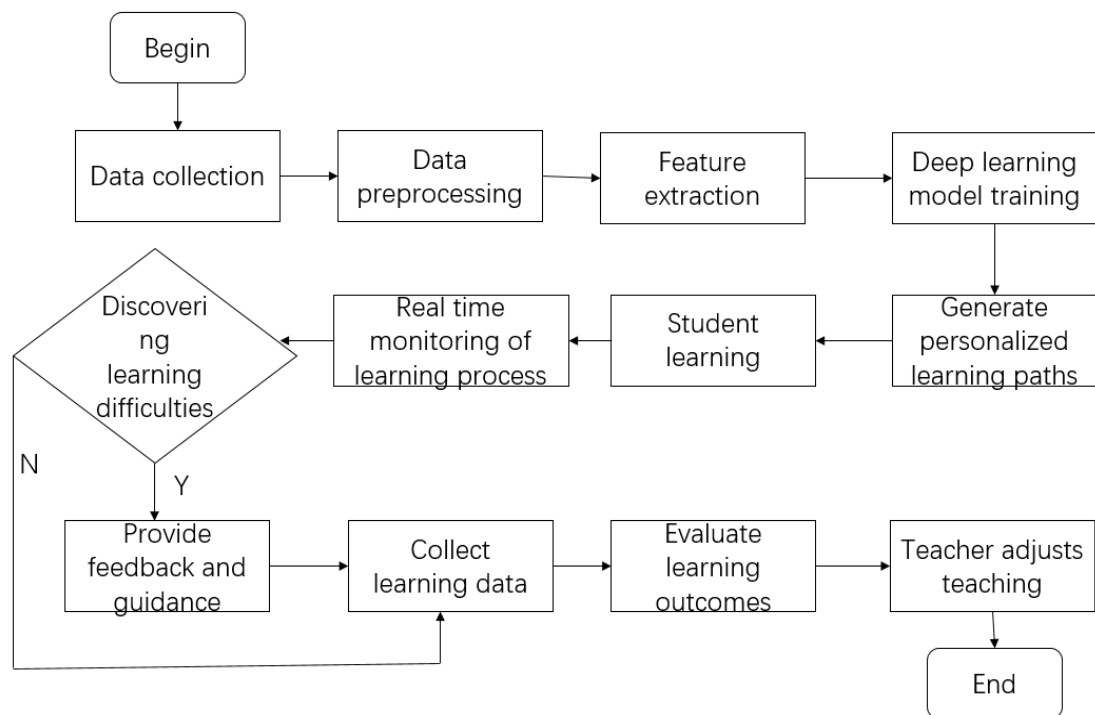 Begin
Data collection
Data
preprocessing
Feature
extraction
Deep learning
model training
Discoveri
ng
learning
difficulties
Real time
monitoring of
learning process
Student
learning
Generate
personalized
learning paths
N
Y
Provide
feedback and
guidance
Collect
learning data
Evaluate
learning
outcomes
Teacher adjusts
teaching
End